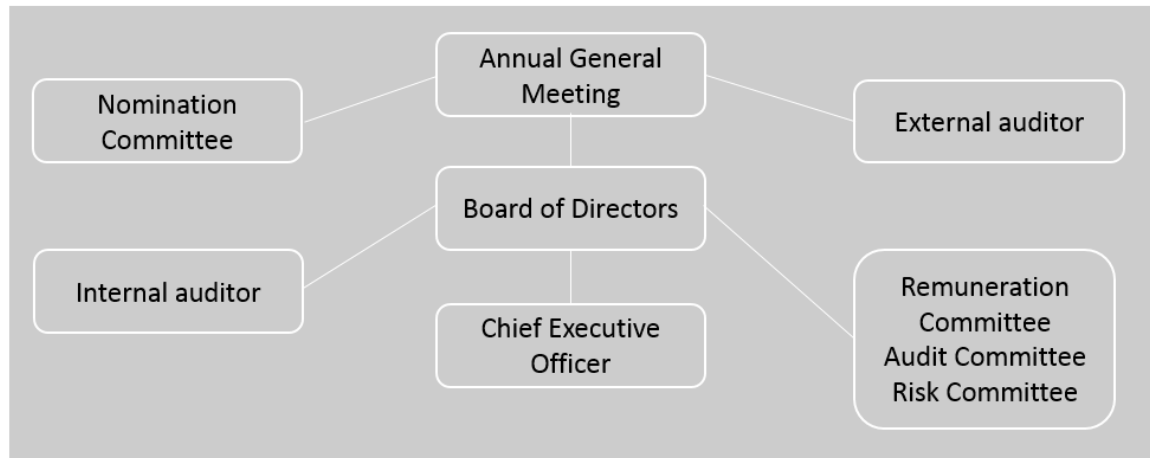 Annual General
Meeting
Nomination
Committee
External auditor
Board of Directors
Internal auditor
Remuneration
Committee
Audit Committee
Risk Committee
Chief Executive
Officer